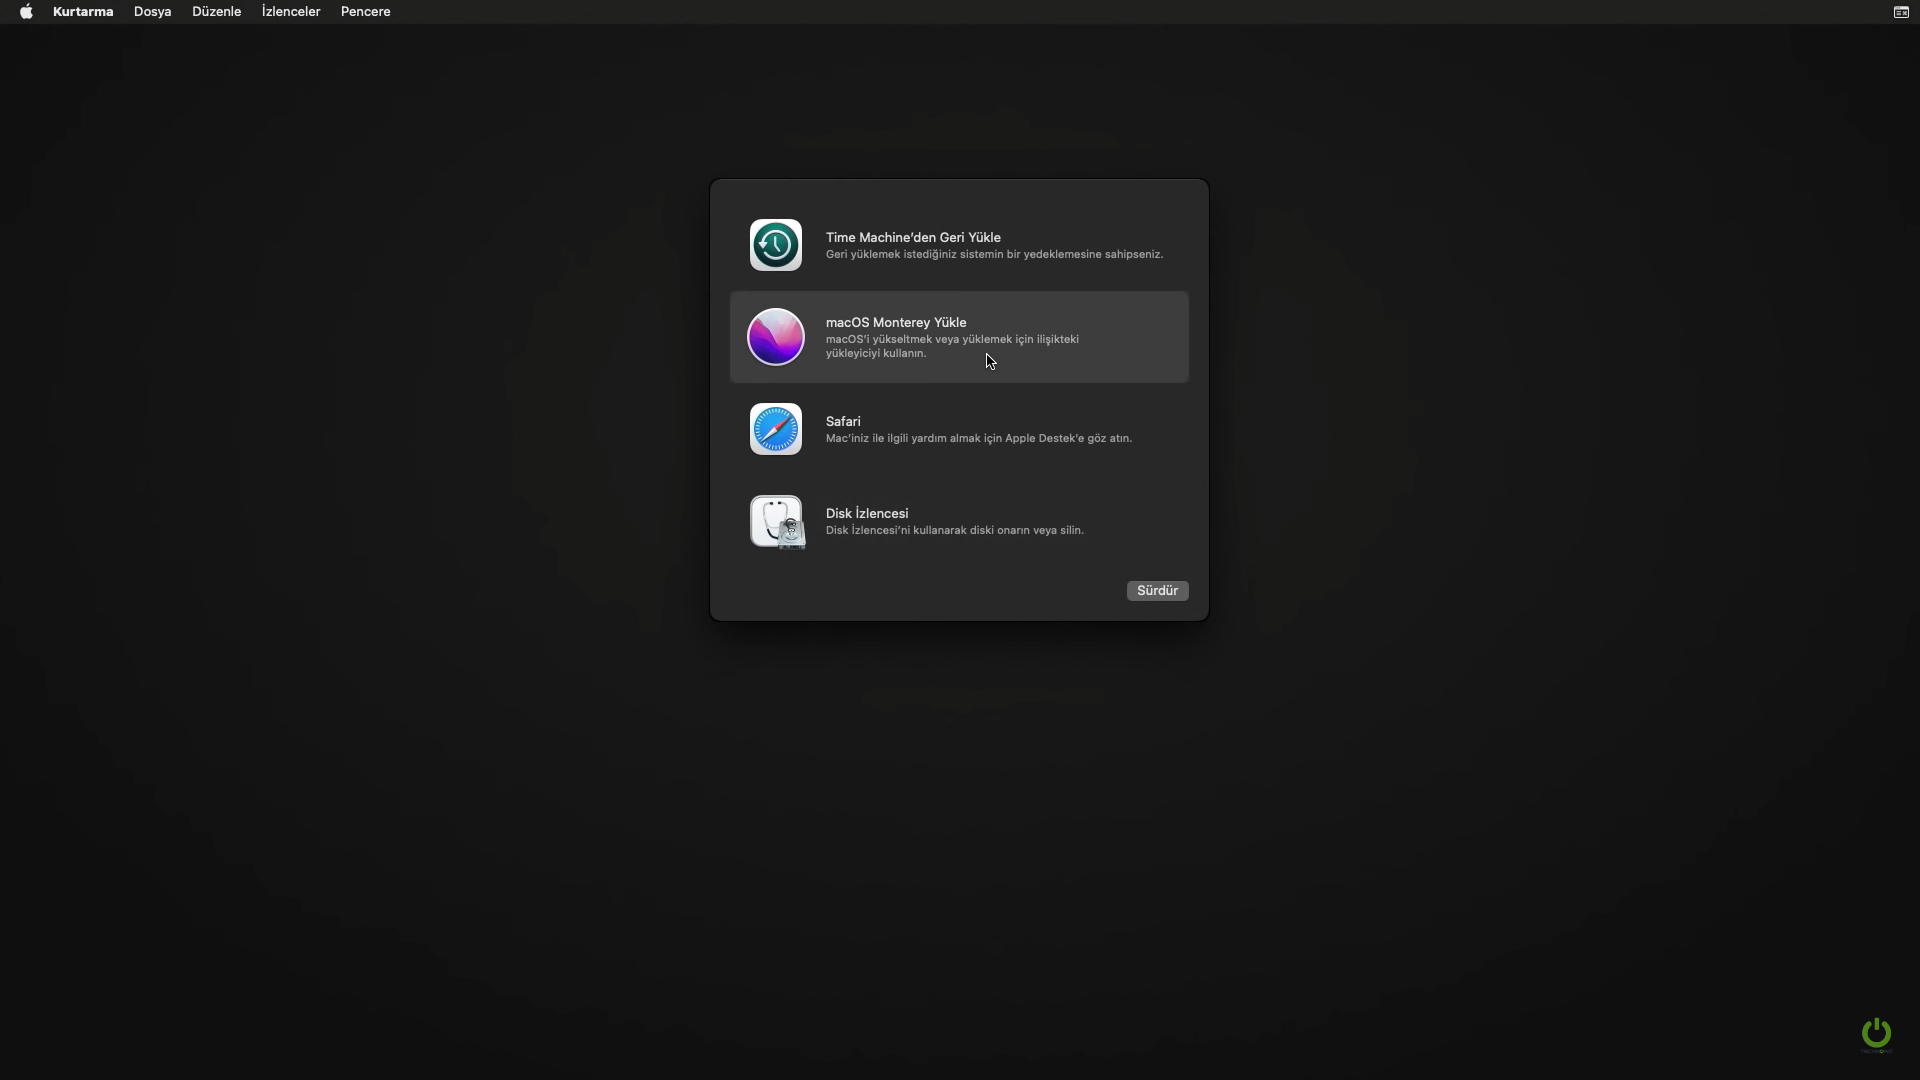 Kurtarma Dosya Düzenle İzlenceler Pencere
Time Machine'den Geri Yükle
Geri yüklemek istediğiniz sistemin bir yedeklemesine sahipseniz.
macOS Monterey Yükle
macOS'i yükseltmek veya yüklemek için ilişikteki
yükleyiciyi kullanın.
Safari
Mac'iniz ile ilgili yardım almak için Apple Destek'e göz atın.
Disk İzlencesi
Disk İzlencesi'ni kullanarak diski onarın veya silin.
Sürdür